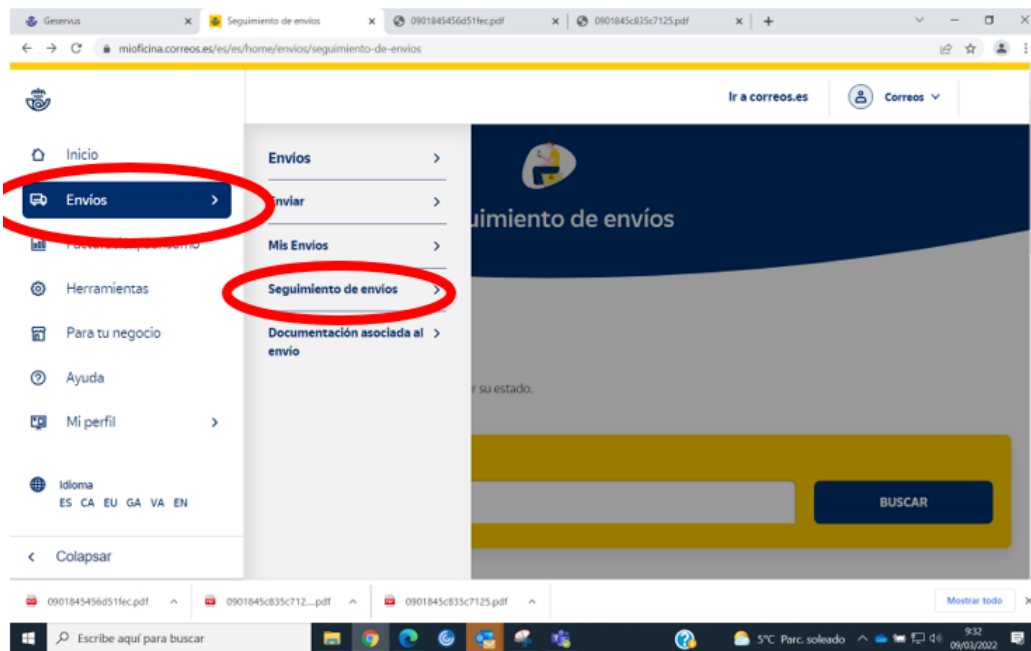 Geservus
Seguimiento de envíos
0901845456d51fec.pdf
0901845c835c7125.pdf
mioficina.correos.es/es/es/home/envios/seguimiento-de-envios
Ir a correos.es
Correos
Inicio
Envíos
Herramientas
Para tu negocio
Ayuda
Mi perfil
Idioma
ES CA EU GA VA EN
Colapsar
Envíos
Enviar
Mis Envíos
Seguimiento de envíos
Documentación asociada al
envío
uimiento de envíos
r su estado.
BUSCAR
0901845456d51fec.pdf
0901845c835c712...pdf
0901845c835c7125.pdf
Mostrar todo
Escribe aquí para buscar
5°C Parc. soleado
9:32
09/03/2022